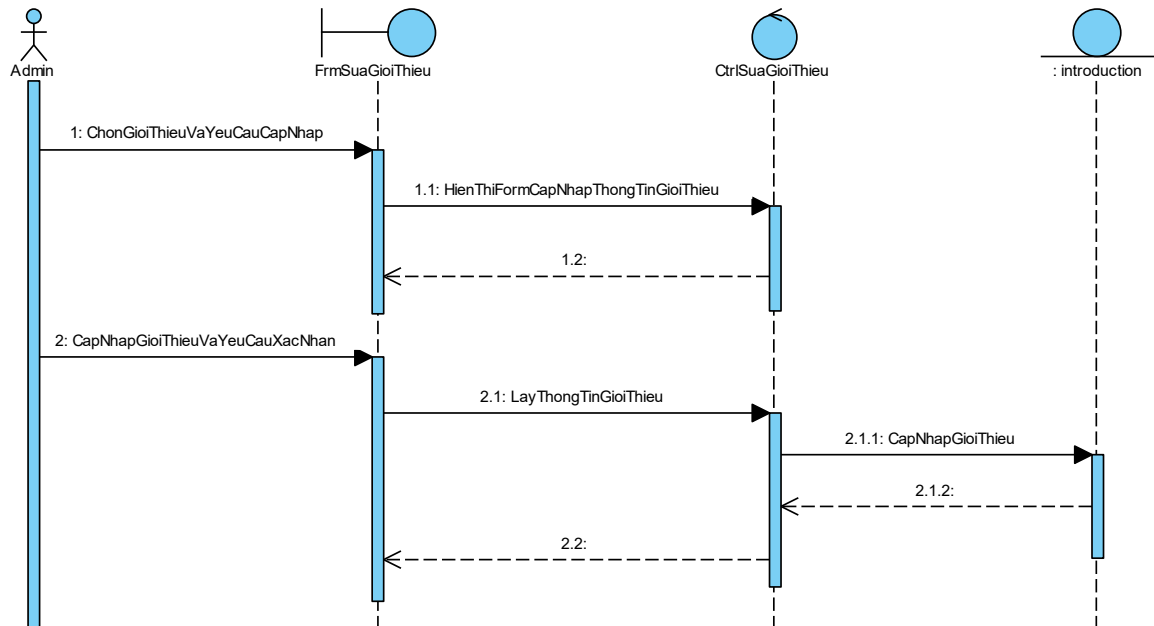 Admin
FrmSuaGioiThieu
CtrlSuaGioiThieu
: introduction
1: ChonGioiThieuVaYeuCauCapNhap
1.1: HienThiFormCapNhapThongTinGioiThieu
1.2:
2: CapNhapGioiThieuVaYeuCauXacNhan
2.1: LayThongTinGioiThieu
2.1.1: CapNhapGioiThieu
2.1.2:
2.2: